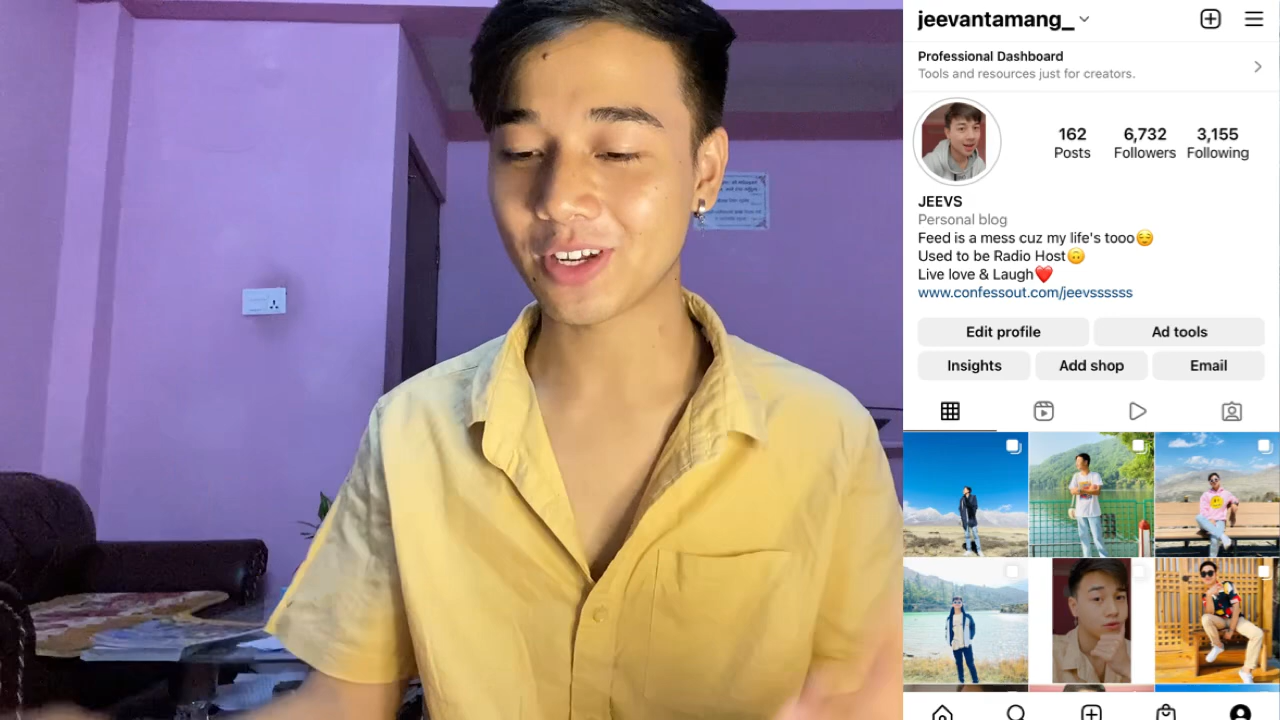 jeevantamang_
Professional Dashboard
Tools and resources just for creators.
162
Posts
6,732
Followers
3,155
Following
JEEVS
Personal blog
Feed is a mess cuz my life's tooo😌
Used to be Radio Host🙃
Live love & Laugh❤️
www.confessout.com/jeevssssss
Edit profile
Ad tools
Insights
Add shop
Email